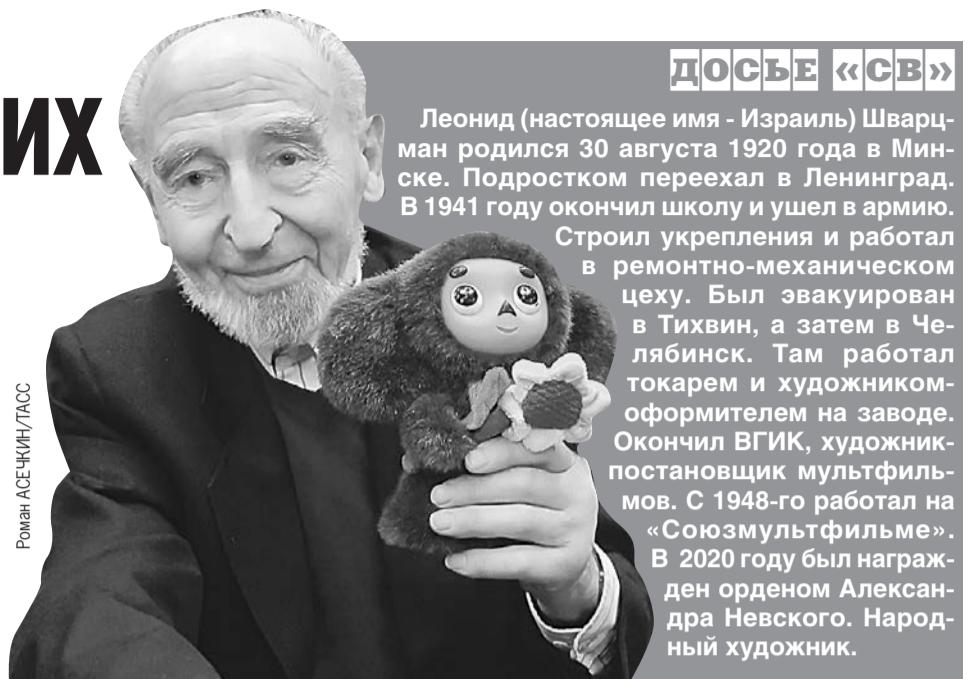 ИХ
ДОСЬЕ «СВ»
Леонид (настоящее имя - Израиль) Шварц-
ман родился 30 августа 1920 года в Мин-
ске. Подростком переехал в Ленинград.
В 1941 году окончил школу и ушел в армию.
Строил укрепления и работал
в ремонтно-механическом
цеху. Был эвакуирован
в Тихвин, а затем в Че-
лябинск. Там работал
токарем и художником-
оформителем на заводе.
Окончил ВГИК, художник-
постановщик мультфиль-
мов. С 1948-го работал на
«Союзмультфильме».
В 2020 году был награж-
ден орденом Алексан-
дра Невского. Народ-
ный художник.
Роман АСЕЧКИН/ТАСС